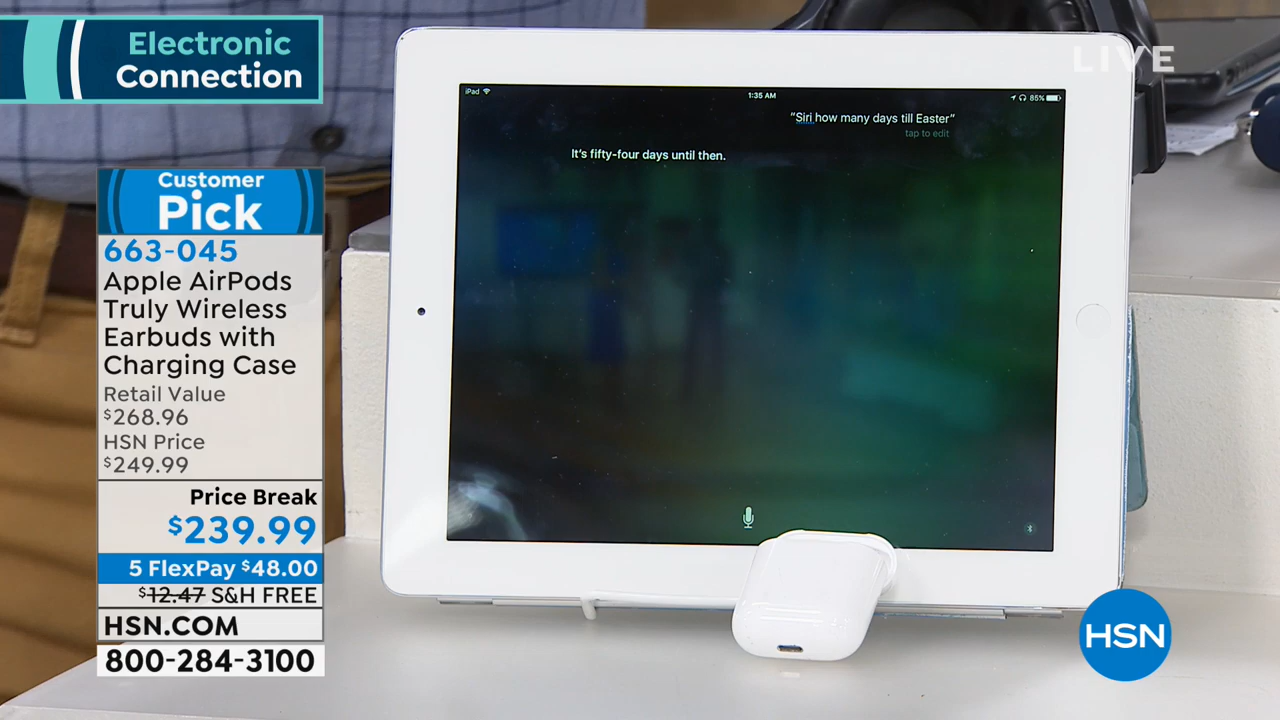 Electronic
Connection
LIVE
Customer
Pick
663-045
Apple AirPods
Truly Wireless
Earbuds with
Charging Case
Retail Value
$268.96
HSN Price
$249.99
Price Break
$239.99
5 FlexPay $48.00
$12.47 S&H FREE
HSN.COM
800-284-3100
iPad
1:35 AM
85%
"Siri how many days till Easter"
tap to edit
It's fifty-four days until then.
HSN